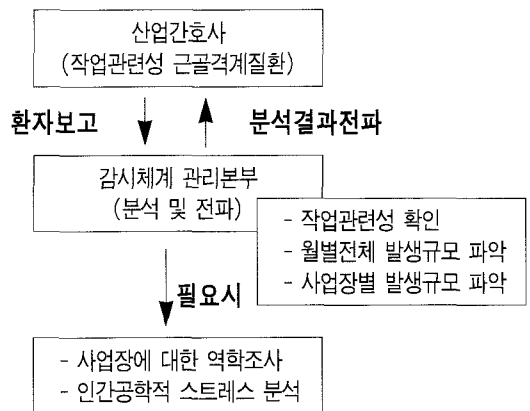 산업간호사
(작업관련성 근골격계질환)
환자보고
분석결과전파
감시체계 관리본부
(분석 및 전파)
- 작업관련성 확인
- 월별전체 발생규모 파악
- 사업장별 발생규모 파악
필요시
- 사업장에 대한 역학조사
- 인간공학적 스트레스 분석